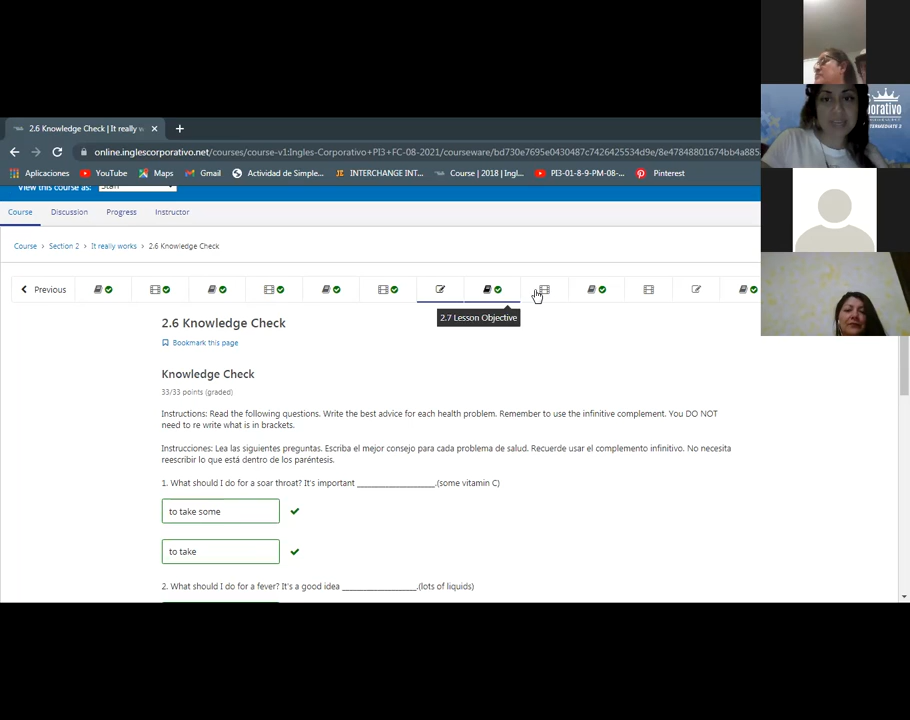 2.6 Knowledge Check | It really w
online.inglescorporativo.net/courses/course-v1:Ingles-Corporativo+PI3+FC-08-2021/courseware/bd730e7695e0430487c7426425534d9e/8e47848801674bb4a885
Aplicaciones YouTube Maps Gmail Actividad de Simple... INTERCHANGE INT... Course | 2018 | Ingl... PI3-01-8-9-PM-08-... Pinterest
View this course as: Staff
Course Discussion Progress Instructor
Course > Section 2 > It really works > 2.6 Knowledge Check
Previous
2.7 Lesson Objective
2.6 Knowledge Check
Bookmark this page
Knowledge Check
33/33 points (graded)
Instructions: Read the following questions. Write the best advice for each health problem. Remember to use the infinitive complement. You DO NOT
need to re write what is in brackets.
Instrucciones: Lea las siguientes preguntas. Escriba el mejor consejo para cada problema de salud. Recuerde usar el complemento infinitivo. No necesita
reescribir lo que está dentro de los paréntesis.
1. What should I do for a soar throat? It's important ____________________.(some vitamin C)
to take some
to take
2. What should I do for a fever? It's a good idea ___________________.(lots of liquids)
orativo
INTERMEDIATE 2